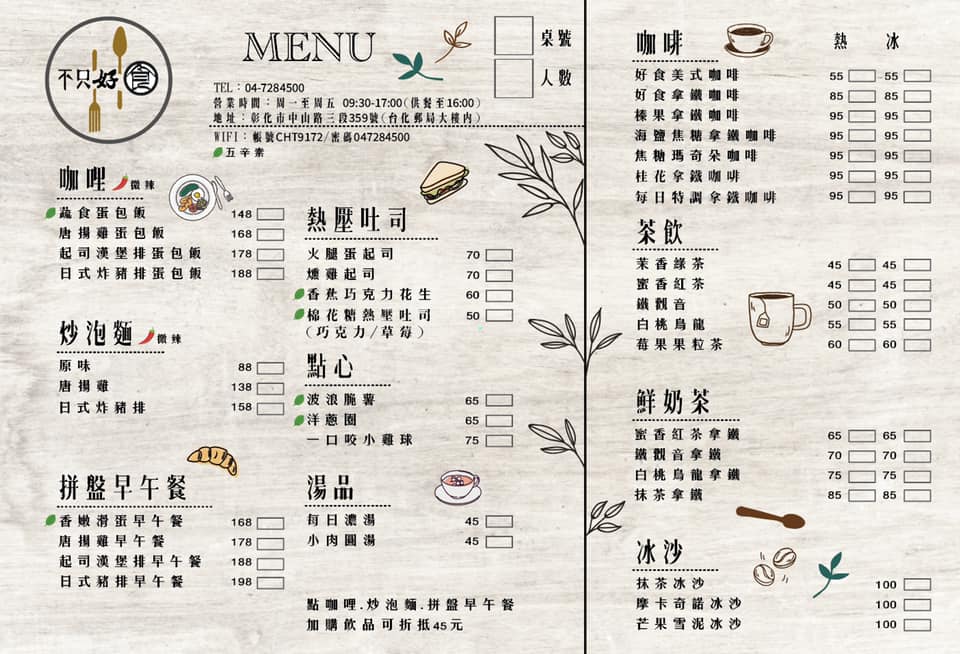 不只好食
MENU
桌號
人數
TEL：04-7284500
營業時間：周一至周五 09:30-17:00(供餐至16:00)
地址：彰化市中山路三段359號(台化郵局大樓內)
WIFI：帳號CHT9172/密碼047284500
五辛素
咖哩 微辣
蔬食蛋包飯 148
唐揚雞蛋包飯 168
起司漢堡排蛋包飯 178
日式炸豬排蛋包飯 188
炒泡麵 微辣
原味 88
唐揚雞 138
日式炸豬排 158
拼盤早午餐
香嫩滑蛋早午餐 168
唐揚雞早午餐 178
起司漢堡排早午餐 188
日式豬排早午餐 198
熱壓吐司
火腿蛋起司 70
燻雞起司 70
香蕉巧克力花生 60
棉花糖熱壓吐司 50
(巧克力/草莓)
點心
波浪脆薯 65
洋蔥圈 65
一口咬小雞球 75
湯品
每日濃湯 45
小肉圓湯 45
點咖哩.炒泡麵.拼盤早午餐
加購飲品可折抵45元
咖啡 熱 冰
好食美式咖啡 55 55
好食拿鐵咖啡 85 85
榛果拿鐵咖啡 95 95
海鹽焦糖拿鐵咖啡 95 95
焦糖瑪奇朵咖啡 95 95
桂花拿鐵咖啡 95 95
每日特調拿鐵咖啡 95 95
茶飲
茉香綠茶 45 45
蜜香紅茶 45 45
鐵觀音 50 50
白桃烏龍 55 55
莓果果粒茶 60 60
鮮奶茶
蜜香紅茶拿鐵 65 65
鐵觀音拿鐵 70 70
白桃烏龍拿鐵 75 75
抹茶拿鐵 85 85
冰沙
抹茶冰沙 100
摩卡奇諾冰沙 100
芒果雪泥冰沙 100